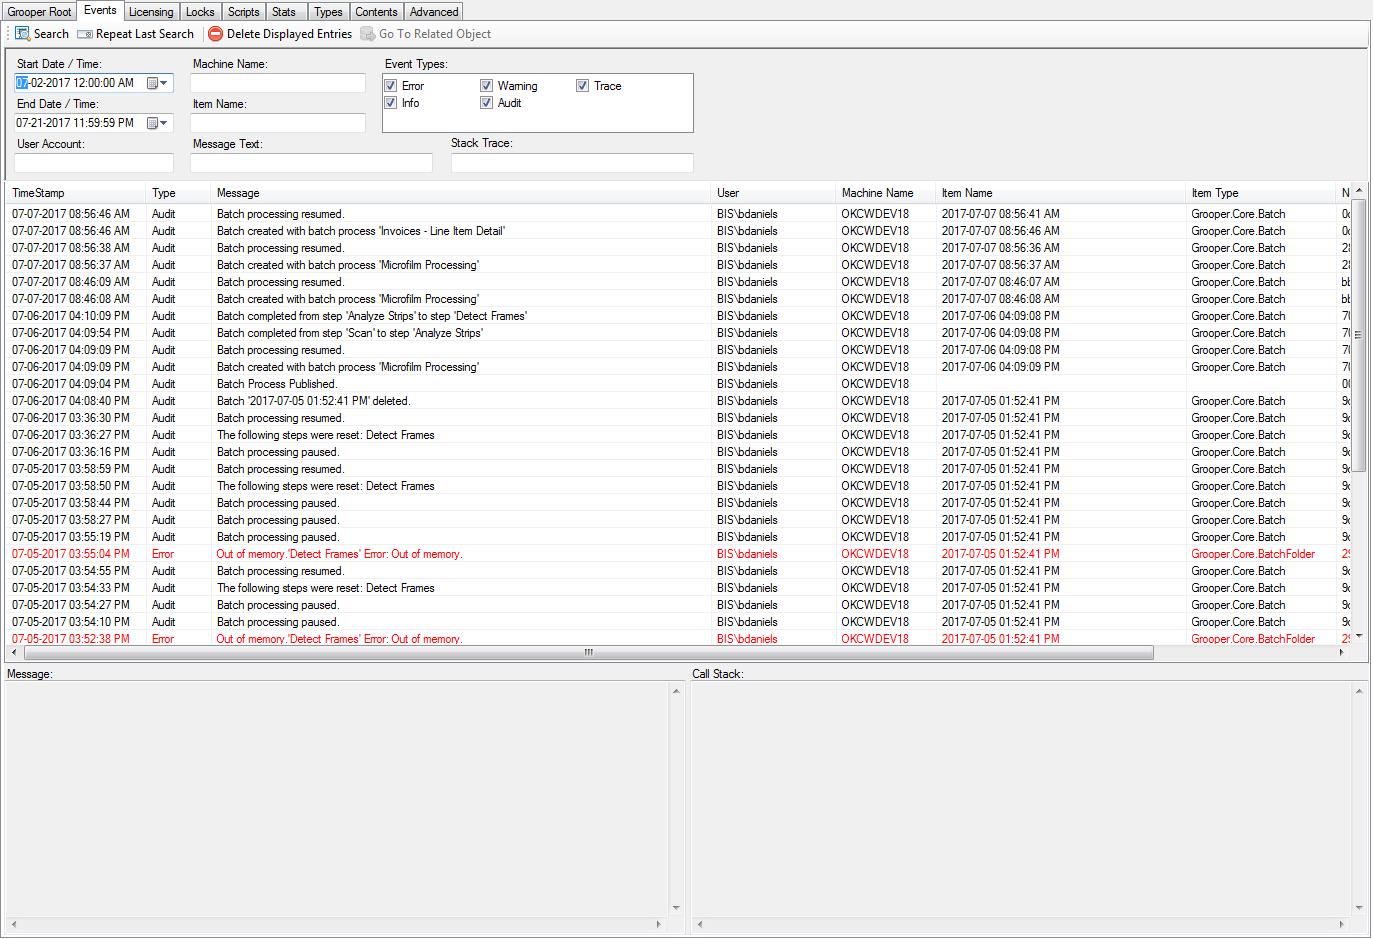 Grooper Root Events Licensing Locks Scripts Stats Types Contents Advanced
Search Repeat Last Search Delete Displayed Entries Go To Related Object
Start Date / Time: Machine Name: Event Types:
07-02-2017 12:00:00 AM Error Warning Trace
End Date / Time: Item Name: Info Audit
07-21-2017 11:59:59 PM
User Account: Message Text: Stack Trace:
TimeStamp Type Message User Machine Name Item Name Item Type N
07-07-2017 08:56:46 AM Audit Batch processing resumed. BIS\bdaniels OKCWDEV18 2017-07-07 08:56:41 AM Grooper.Core.Batch
07-07-2017 08:56:46 AM Audit Batch created with batch process 'Invoices - Line Item Detail' BIS\bdaniels OKCWDEV18 2017-07-07 08:56:46 AM Grooper.Core.Batch
07-07-2017 08:56:38 AM Audit Batch processing resumed. BIS\bdaniels OKCWDEV18 2017-07-07 08:56:36 AM Grooper.Core.Batch
07-07-2017 08:56:37 AM Audit Batch created with batch process 'Microfilm Processing' BIS\bdaniels OKCWDEV18 2017-07-07 08:56:37 AM Grooper.Core.Batch
07-07-2017 08:46:09 AM Audit Batch processing resumed. BIS\bdaniels OKCWDEV18 2017-07-07 08:46:07 AM Grooper.Core.Batch
07-07-2017 08:46:08 AM Audit Batch created with batch process 'Microfilm Processing' BIS\bdaniels OKCWDEV18 2017-07-07 08:46:08 AM Grooper.Core.Batch
07-06-2017 04:10:09 PM Audit Batch completed from step 'Analyze Strips' to step 'Detect Frames' BIS\bdaniels OKCWDEV18 2017-07-06 04:09:08 PM Grooper.Core.Batch
07-06-2017 04:09:54 PM Audit Batch completed from step 'Scan' to step 'Analyze Strips' BIS\bdaniels OKCWDEV18 2017-07-06 04:09:08 PM Grooper.Core.Batch
07-06-2017 04:09:09 PM Audit Batch processing resumed. BIS\bdaniels OKCWDEV18 2017-07-06 04:09:08 PM Grooper.Core.Batch
07-06-2017 04:09:09 PM Audit Batch created with batch process 'Microfilm Processing' BIS\bdaniels OKCWDEV18 2017-07-06 04:09:09 PM Grooper.Core.Batch
07-06-2017 04:09:04 PM Audit Batch Process Published. BIS\bdaniels OKCWDEV18
07-06-2017 04:08:40 PM Audit Batch '2017-07-05 01:52:41 PM' deleted. BIS\bdaniels OKCWDEV18 2017-07-05 01:52:41 PM Grooper.Core.Batch
07-06-2017 03:36:30 PM Audit Batch processing resumed. BIS\bdaniels OKCWDEV18 2017-07-05 01:52:41 PM Grooper.Core.Batch
07-06-2017 03:36:27 PM Audit The following steps were reset: Detect Frames BIS\bdaniels OKCWDEV18 2017-07-05 01:52:41 PM Grooper.Core.Batch
07-06-2017 03:36:16 PM Audit Batch processing paused. BIS\bdaniels OKCWDEV18 2017-07-05 01:52:41 PM Grooper.Core.Batch
07-05-2017 03:58:59 PM Audit Batch processing resumed. BIS\bdaniels OKCWDEV18 2017-07-05 01:52:41 PM Grooper.Core.Batch
07-05-2017 03:58:50 PM Audit The following steps were reset: Detect Frames BIS\bdaniels OKCWDEV18 2017-07-05 01:52:41 PM Grooper.Core.Batch
07-05-2017 03:58:44 PM Audit Batch processing paused. BIS\bdaniels OKCWDEV18 2017-07-05 01:52:41 PM Grooper.Core.Batch
07-05-2017 03:58:27 PM Audit Batch processing paused. BIS\bdaniels OKCWDEV18 2017-07-05 01:52:41 PM Grooper.Core.Batch
07-05-2017 03:55:19 PM Audit Batch processing paused. BIS\bdaniels OKCWDEV18 2017-07-05 01:52:41 PM Grooper.Core.Batch
07-05-2017 03:55:04 PM Error Out of memory.'Detect Frames' Error: Out of memory. BIS\bdaniels OKCWDEV18 2017-07-05 01:52:41 PM Grooper.Core.BatchFolder
07-05-2017 03:54:55 PM Audit Batch processing resumed. BIS\bdaniels OKCWDEV18 2017-07-05 01:52:41 PM Grooper.Core.Batch
07-05-2017 03:54:33 PM Audit The following steps were reset: Detect Frames BIS\bdaniels OKCWDEV18 2017-07-05 01:52:41 PM Grooper.Core.Batch
07-05-2017 03:54:27 PM Audit Batch processing paused. BIS\bdaniels OKCWDEV18 2017-07-05 01:52:41 PM Grooper.Core.Batch
07-05-2017 03:54:10 PM Audit Batch processing paused. BIS\bdaniels OKCWDEV18 2017-07-05 01:52:41 PM Grooper.Core.Batch
07-05-2017 03:52:38 PM Error Out of memory.'Detect Frames' Error: Out of memory. BIS\bdaniels OKCWDEV18 2017-07-05 01:52:41 PM Grooper.Core.BatchFolder
Message: Call Stack: